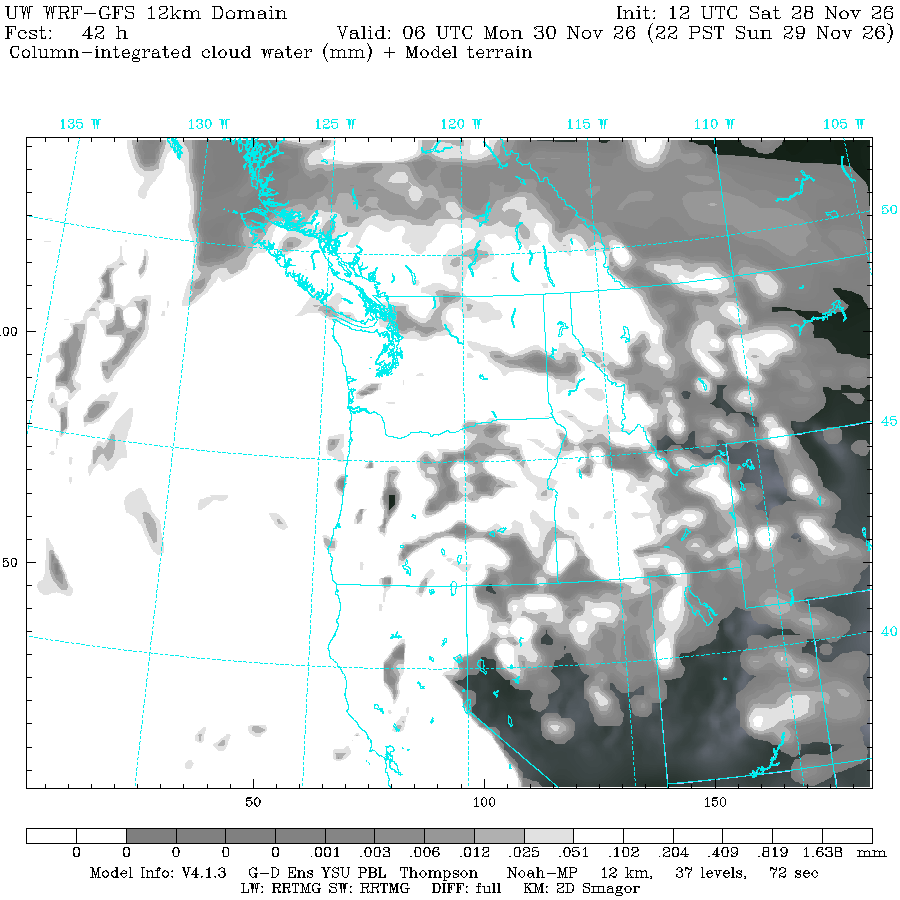 UW WRF-GFS 12km Domain Init: 12 UTC Sat 28 Nov 26
Fcst: 42 h Valid: 06 UTC Mon 30 Nov 26 (22 PST Sun 29 Nov 26)
Column-integrated cloud water (mm) + Model terrain
135 W 130 W 125 W 120 W 115 W 110 W 105 W
50
100
45
50
40
50 100 150
0 0 0 0 .001 .003 .006 .012 .025 .051 .102 .204 .409 .819 1.638 mm
Model Info: V4.1.3 G-D Ens YSU PBL Thompson Noah-MP 12 km, 37 levels, 72 sec
LW: RRTMG SW: RRTMG DIFF: full KM: 2D Smagor